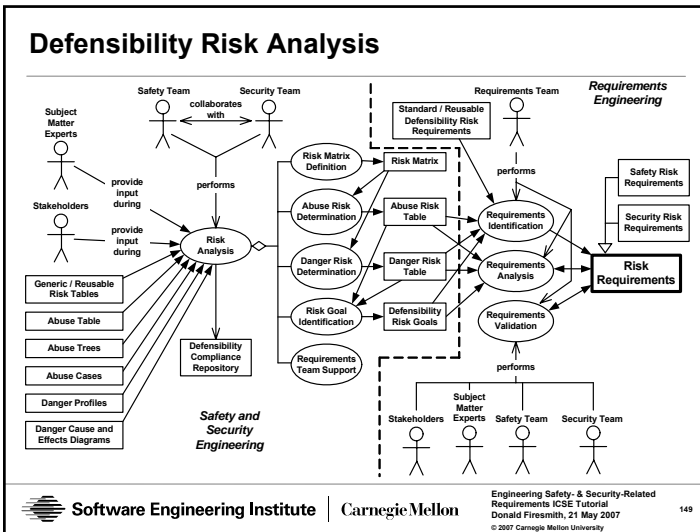 Defensibility Risk Analysis
Safety Team
Security Team
collaborates
with
Requirements Team
Requirements
Engineering
Subject
Matter
Experts
Standard / Reusable
Defensibility Risk
Requirements
performs
Risk Matrix
Definition
Risk Matrix
Safety Risk
Requirements
provide
input
during
performs
Abuse Risk
Determination
Abuse Risk
Table
Requirements
Identification
Security Risk
Requirements
Stakeholders
provide
input
during
Risk
Analysis
Danger Risk
Determination
Danger Risk
Table
Requirements
Analysis
Risk
Requirements
Generic / Reusable
Risk Tables
Abuse Table
Risk Goal
Identification
Defensibility
Risk Goals
Requirements
Validation
Abuse Trees
Defensibility
Compliance
Repository
Requirements
Team Support
performs
Abuse Cases
Danger Profiles
Danger Cause and
Effects Diagrams
Safety and
Security
Engineering
Stakeholders
Subject
Matter
Experts
Safety Team
Security Team
Software Engineering Institute
Carnegie Mellon
Engineering Safety- & Security-Related
Requirements ICSE Tutorial
Donald Firesmith, 21 May 2007
© 2007 Carnegie Mellon University
149